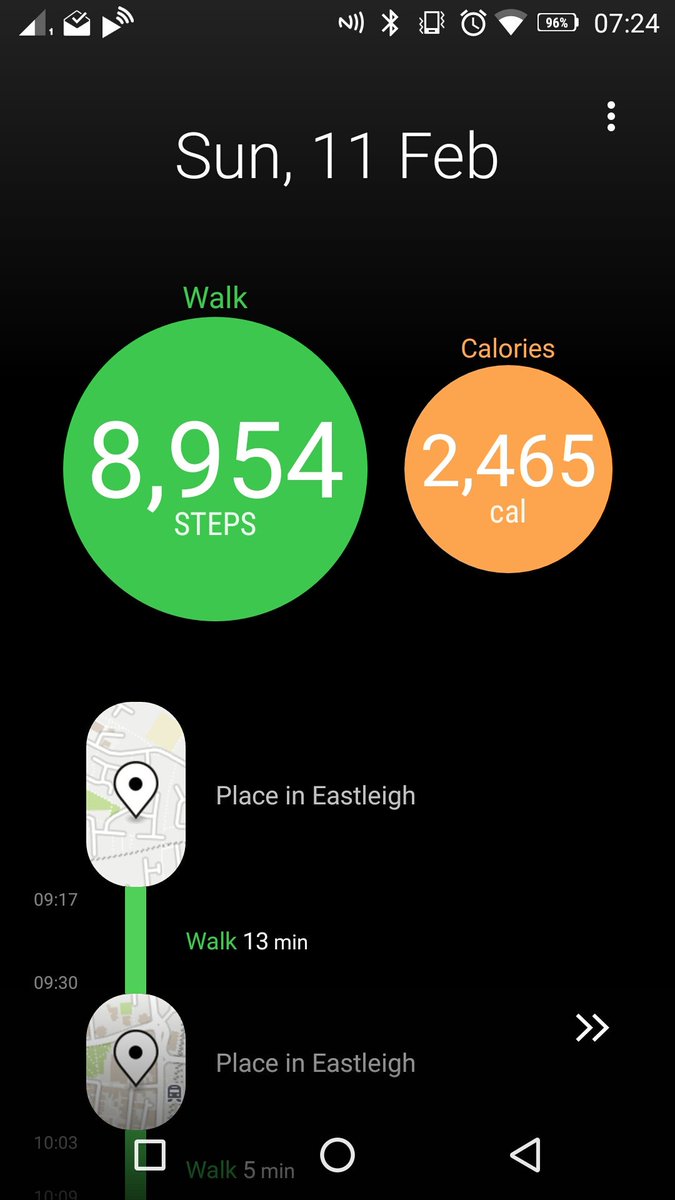 1 96% 07:24
Sun, 11 Feb
Walk
Calories
8,954
STEPS
2,465
cal
Place in Eastleigh
09:17
Walk 13 min
09:30
Place in Eastleigh
10:03
Walk 5 min
10:09